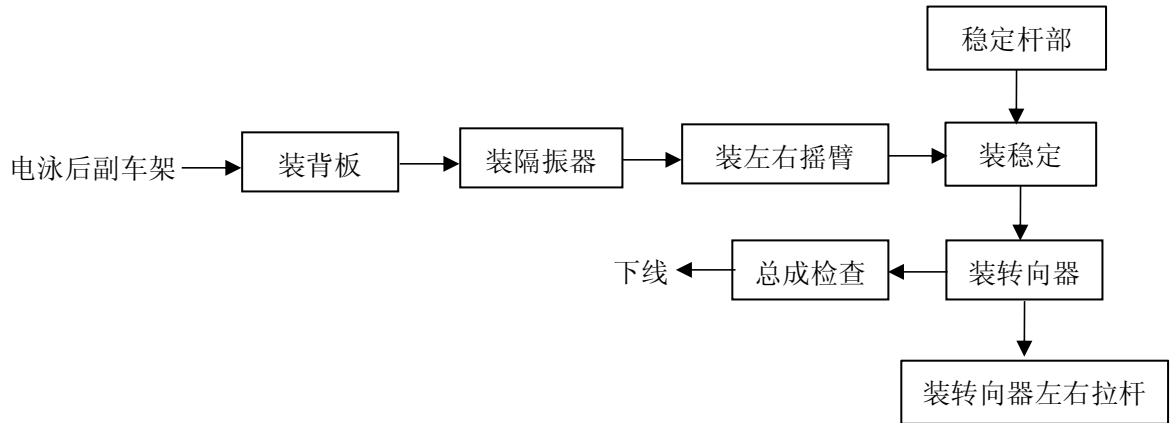 稳定杆部
电泳后副车架
装背板
装隔振器
装左右摇臂
装稳定
下线
总成检查
装转向器
装转向器左右拉杆